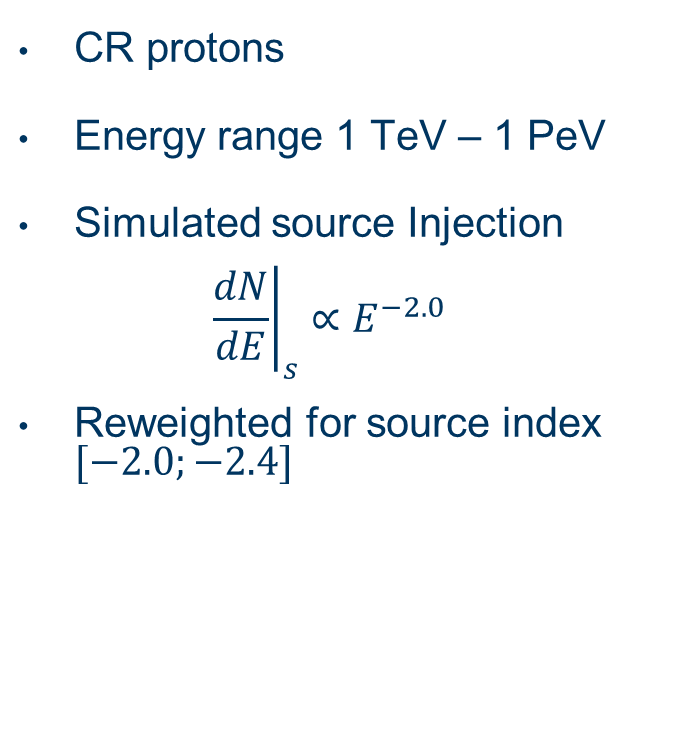 • CR protons
• Energy range 1 TeV – 1 PeV
• Simulated source Injection
dN/dE|ₛ ∝ E⁻²·⁰
• Reweighted for source index
[−2.0; −2.4]